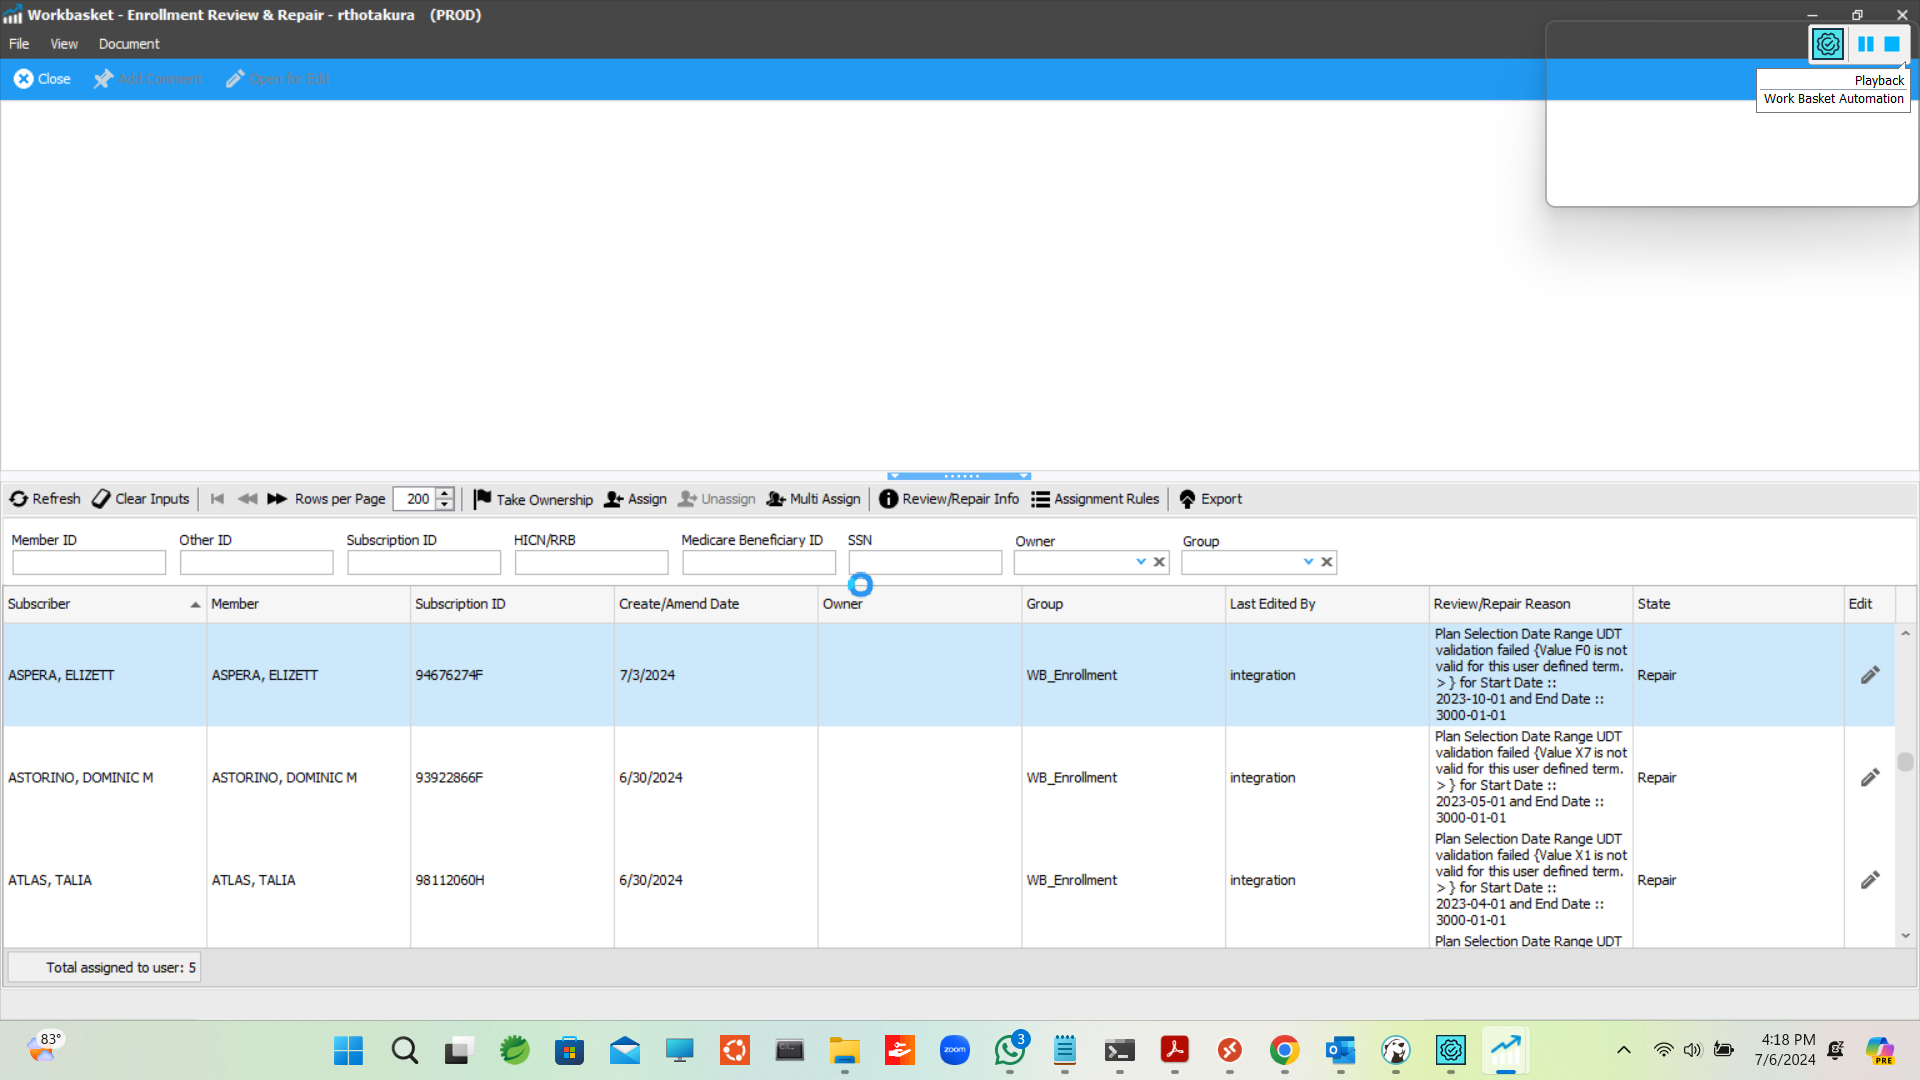 Workbasket - Enrollment Review & Repair - rthotakura (PROD)
File View Document
Close Add Comment Open for Edit
Playback
Work Basket Automation
Refresh Clear Inputs Rows per Page 200 Take Ownership Assign Unassign Multi Assign Review/Repair Info Assignment Rules Export
Member ID Other ID Subscription ID HICN/RRB Medicare Beneficiary ID SSN Owner Group
Subscriber Member Subscription ID Create/Amend Date Owner Group Last Edited By Review/Repair Reason State Edit
ASPERA, ELIZETT ASPERA, ELIZETT 94676274F 7/3/2024 WB_Enrollment integration
Plan Selection Date Range UDT
validation failed {Value F0 is not
valid for this user defined term.
> } for Start Date ::
2023-10-01 and End Date ::
3000-01-01
Repair
ASTORINO, DOMINIC M ASTORINO, DOMINIC M 93922866F 6/30/2024 WB_Enrollment integration
Plan Selection Date Range UDT
validation failed {Value X7 is not
valid for this user defined term.
> } for Start Date ::
2023-05-01 and End Date ::
3000-01-01
Repair
ATLAS, TALIA ATLAS, TALIA 98112060H 6/30/2024 WB_Enrollment integration
Plan Selection Date Range UDT
validation failed {Value X1 is not
valid for this user defined term.
> } for Start Date ::
2023-04-01 and End Date ::
3000-01-01
Repair
Plan Selection Date Range UDT
Total assigned to user: 5
83°
zoom
3
PRE
4:18 PM
7/6/2024